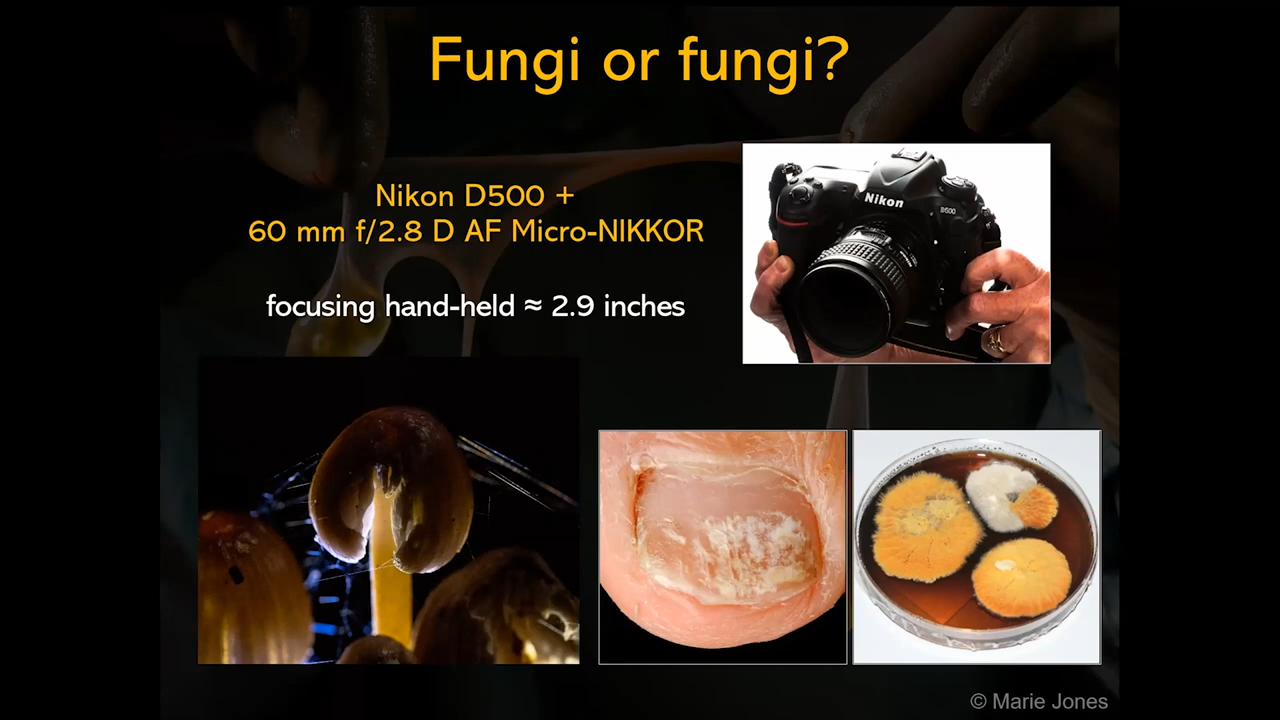 Fungi or fungi?
Nikon D500 +
60 mm f/2.8 D AF Micro-NIKKOR
focusing hand-held ≈ 2.9 inches
Nikon
D500
© Marie Jones